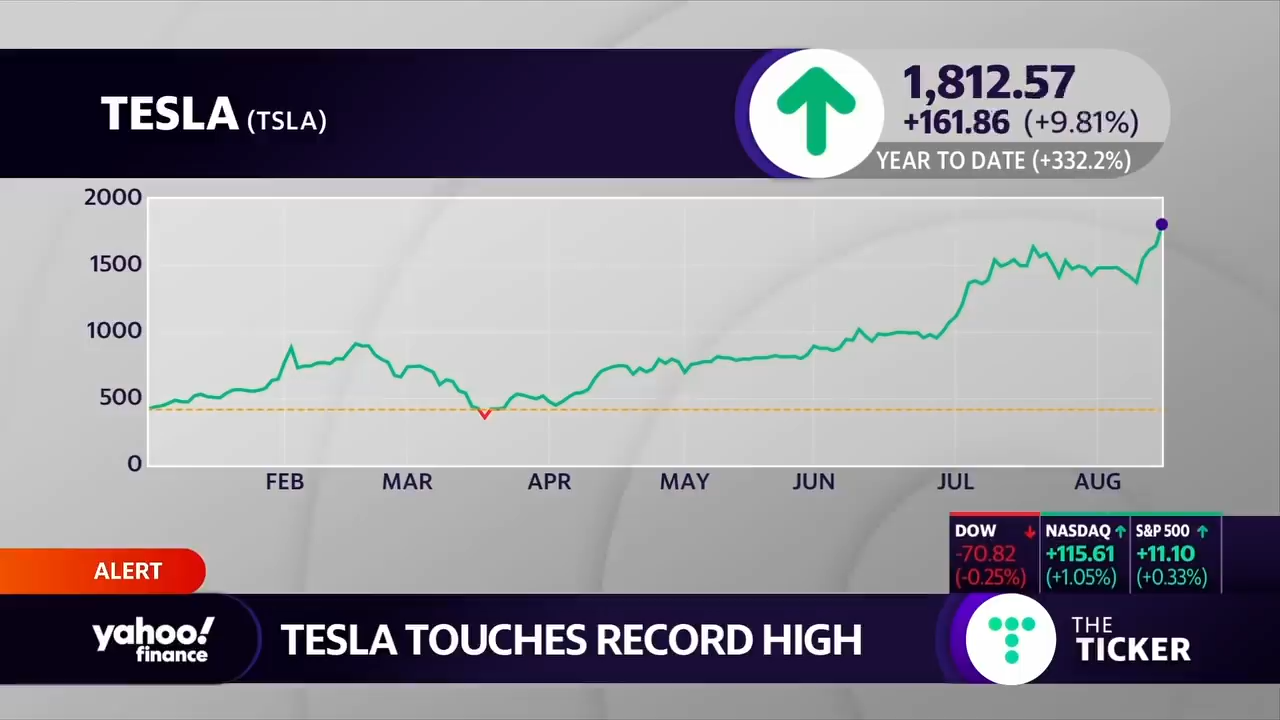 TESLA (TSLA)
1,812.57
+161.86 (+9.81%)
YEAR TO DATE (+332.2%)
2000
1500
1000
500
0
FEB MAR APR MAY JUN JUL AUG
DOW
-70.82
(-0.25%)
NASDAQ
+115.61
(+1.05%)
S&P 500
+11.10
(+0.33%)
ALERT
yahoo!
finance
TESLA TOUCHES RECORD HIGH
THE
TICKER